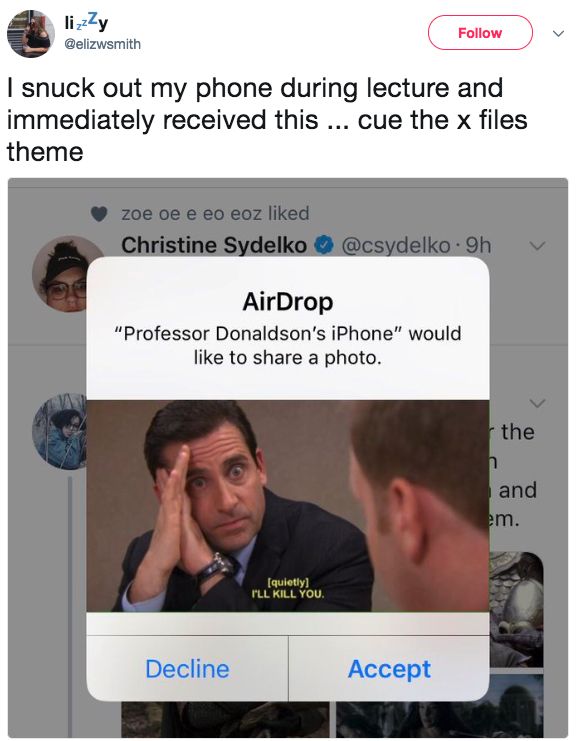 li zzZy
@elizwsmith
Follow
I snuck out my phone during lecture and
immediately received this ... cue the x files
theme
zoe oe e eo eoz liked
Christine Sydelko @csydelko · 9h
AirDrop
“Professor Donaldson’s iPhone” would
like to share a photo.
the
and
em.
[quietly]
I'LL KILL YOU.
Decline
Accept